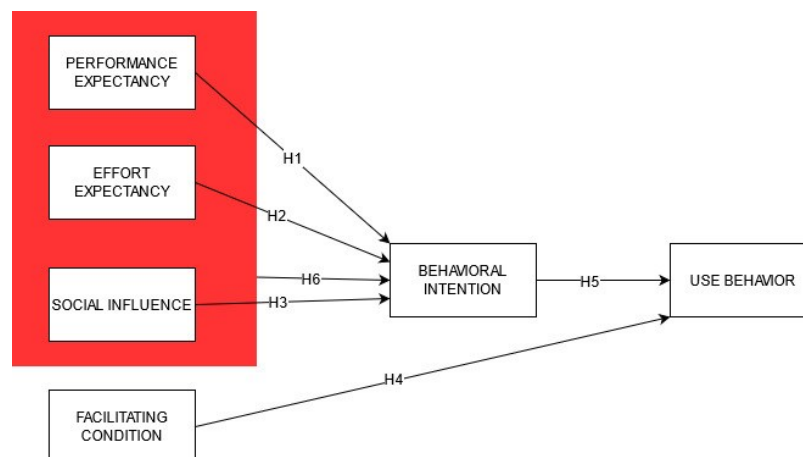 PERFORMANCE
EXPECTANCY
H1
EFFORT
EXPECTANCY
H2
BEHAVIORAL
INTENTION
H6
H5
USE BEHAVIOR
SOCIAL INFLUENCE
H3
H4
FACILITATING
CONDITION